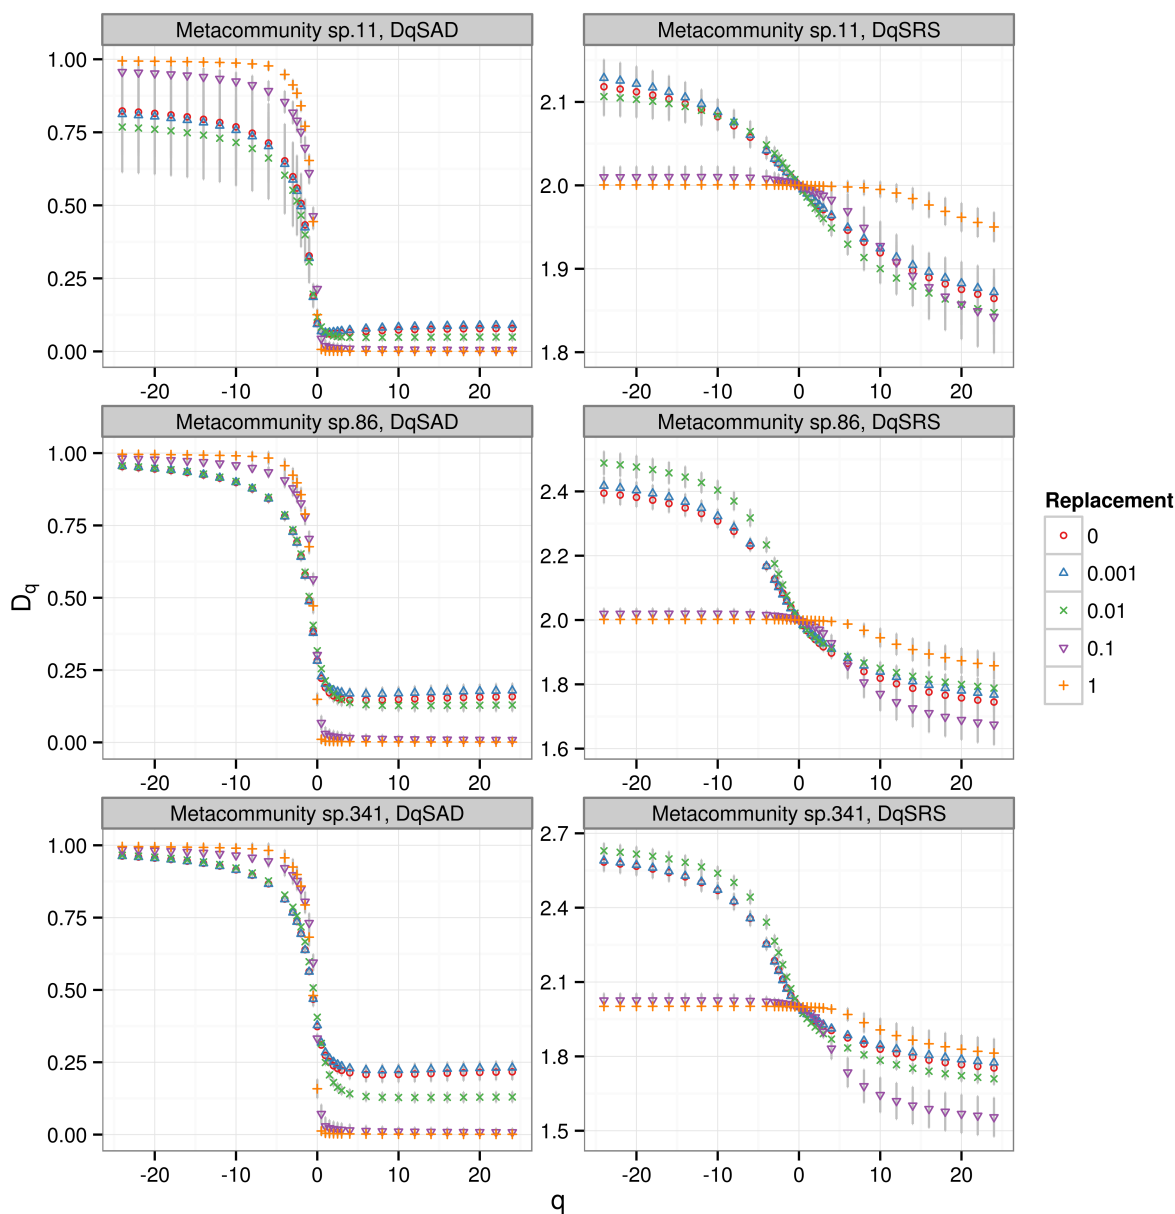 Metacommunity sp.11, DqSAD
Metacommunity sp.11, DqSRS
1.00
0.75
0.50
0.25
0.00
2.1
2.0
1.9
1.8
-20 -10 0 10 20
-20 -10 0 10 20
Metacommunity sp.86, DqSAD
Metacommunity sp.86, DqSRS
1.00
0.75
0.50
0.25
0.00
2.4
2.2
2.0
1.8
1.6
-20 -10 0 10 20
-20 -10 0 10 20
Metacommunity sp.341, DqSAD
Metacommunity sp.341, DqSRS
1.00
0.75
0.50
0.25
0.00
2.7
2.4
2.1
1.8
1.5
-20 -10 0 10 20
-20 -10 0 10 20
Dq
q
Replacement
0
0.001
0.01
0.1
1